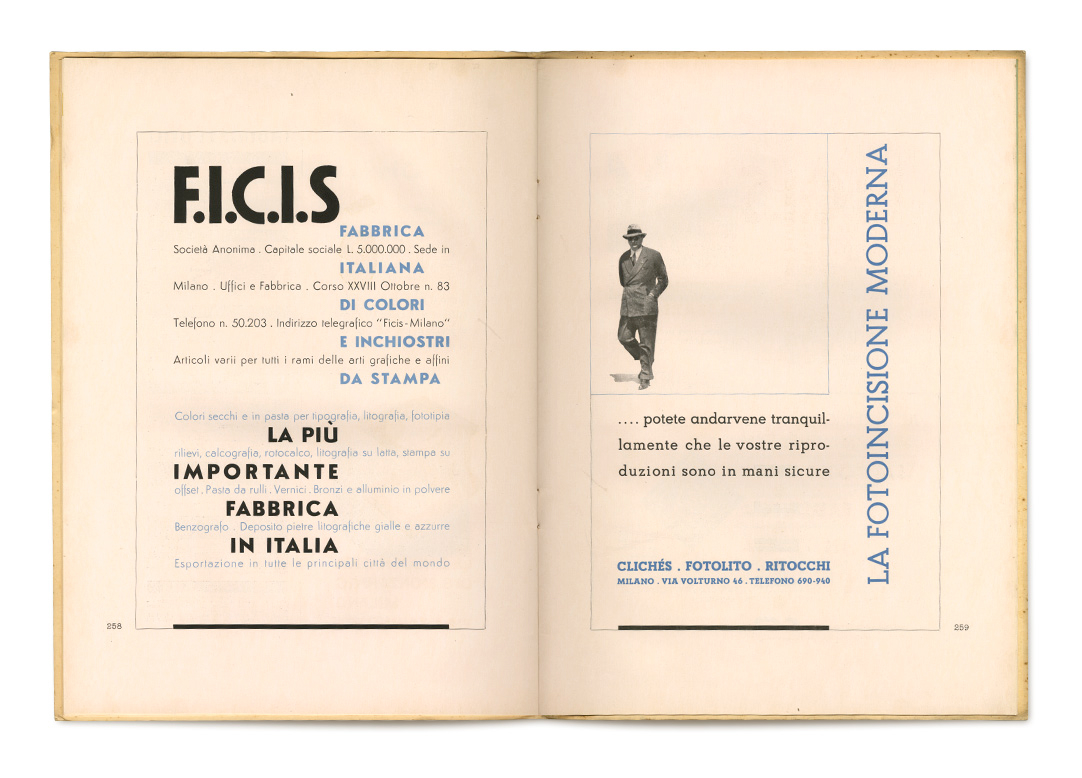 F.I.C.I.S
FABBRICA
Società Anonima . Capitale sociale L. 5.000.000 . Sede in
ITALIANA
Milano . Uffici e Fabbrica . Corso XXVIII Ottobre n. 83
DI COLORI
Telefono n. 50.203 . Indirizzo telegrafico "Ficis-Milano"
E INCHIOSTRI
Articoli varii per tutti i rami delle arti grafiche e affini
DA STAMPA
Colori secchi e in pasta per tipografia, litografia, fototipia
LA PIÙ
rilievi, calcografia, rotocalco, litografia su latta, stampa su
IMPORTANTE
offset . Pasta da rulli . Vernici . Bronzi e alluminio in polvere
FABBRICA
Benzografo . Deposito pietre litografiche gialle e azzurre
IN ITALIA
Esportazione in tutte le principali città del mondo
258
LA FOTOINCISIONE MODERNA
.... potete andarvene tranquil-
lamente che le vostre ripro-
duzioni sono in mani sicure
CLICHÉS . FOTOLITO . RITOCCHI
MILANO . VIA VOLTURNO 46 . TELEFONO 690-940
259